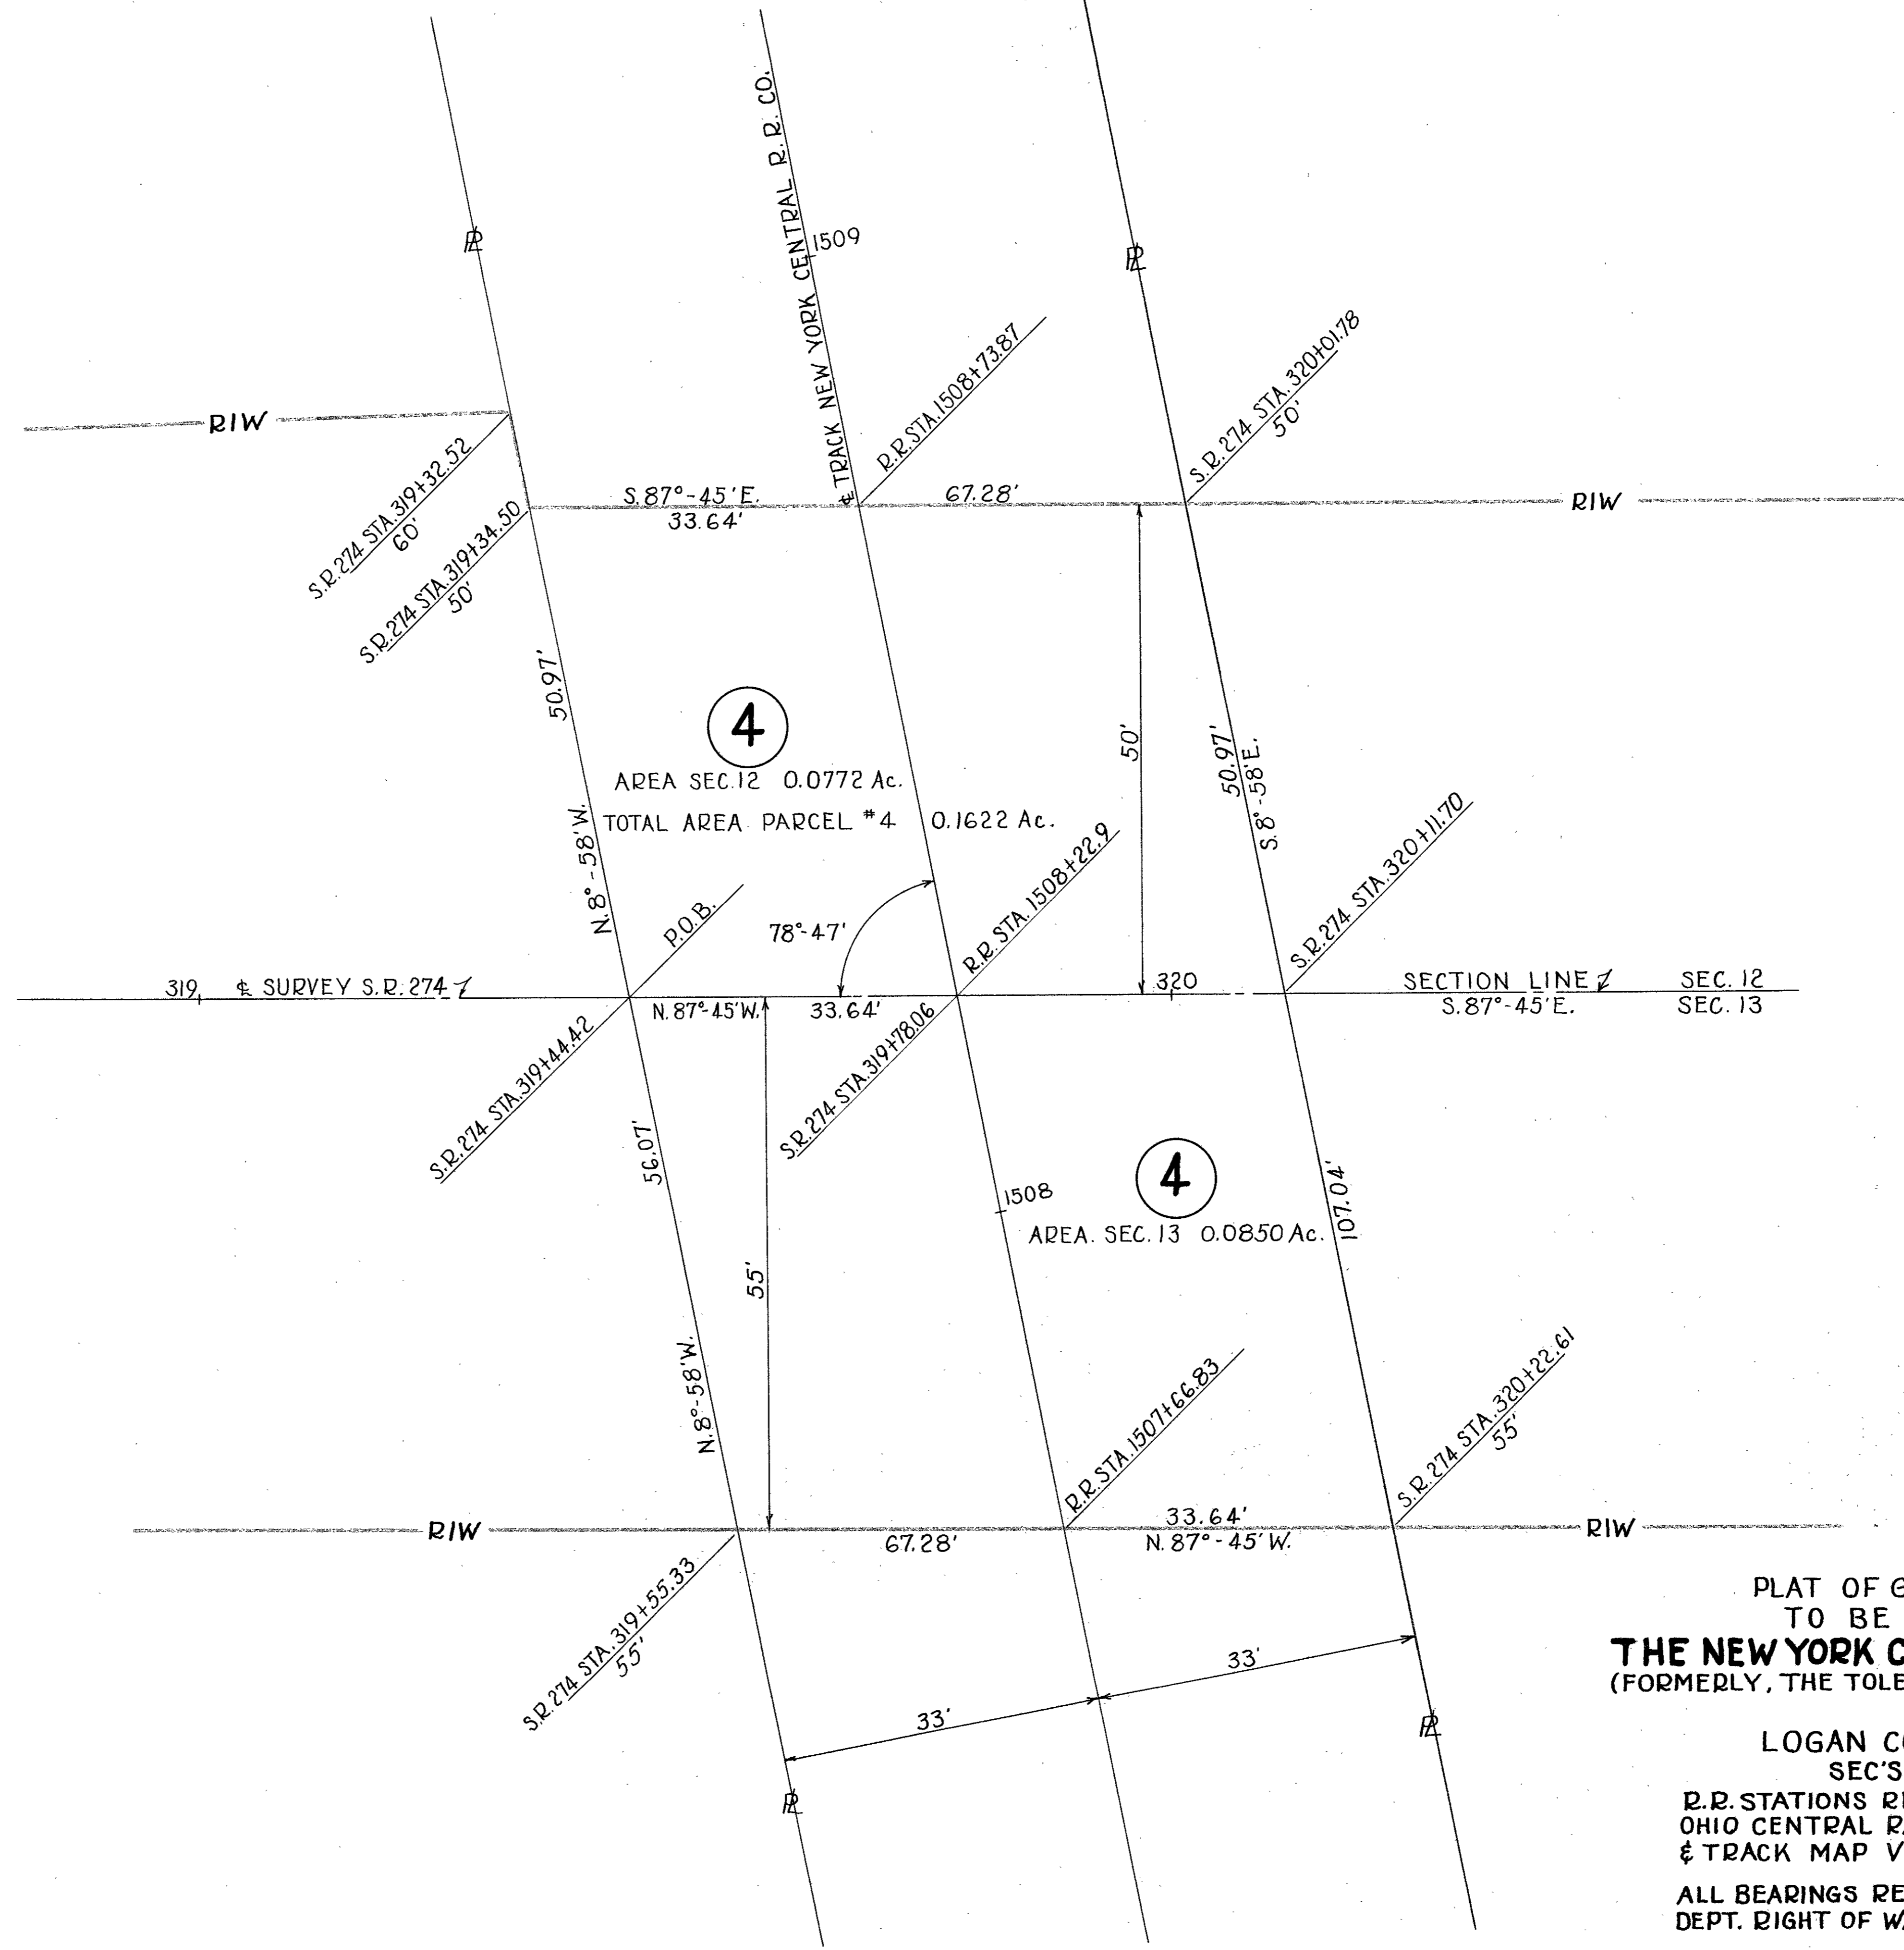 ℄ TRACK NEW YORK CENTRAL R. R. CO.
1509
P̶L̶
P̶L̶
R/W
S.R. 274 STA. 319+32.52
60'
S.R. 274 STA. 319+34.50
50'
S. 87°-45' E.
33.64'
R.R. STA. 1508+73.87
67.28'
S.R. 274 STA. 320+01.78
50'
R/W
50.97'
N. 8°-58' W.
4
AREA SEC. 12 0.0772 Ac.
TOTAL AREA PARCEL #4 0.1622 Ac.
50'
50.97'
S. 8°-58' E.
78°-47'
P.O.B.
R.R. STA. 1508+22.9
S.R. 274 STA. 320+11.70
319
℄ SURVEY S.R. 274
N. 87°-45' W.
33.64'
320
SECTION LINE
SEC. 12
S. 87°-45' E.
SEC. 13
S.R. 274 STA. 319+44.42
S.R. 274 STA. 319+78.06
56.07'
N. 8°-58' W.
55'
1508
4
AREA. SEC. 13 0.0850 Ac.
107.04'
R.R. STA. 1507+66.83
S.R. 274 STA. 320+22.61
55'
R/W
67.28'
33.64'
N. 87°-45' W.
R/W
S.R. 274 STA. 319+55.33
55'
33'
33'
P̶L̶
P̶L̶
PLAT OF
TO BE
THE NEW YORK C
(FORMERLY, THE TOLE
LOGAN CO
SEC'S
R.R. STATIONS RE
OHIO CENTRAL RA
& TRACK MAP V
ALL BEARINGS RE
DEPT. RIGHT OF WA